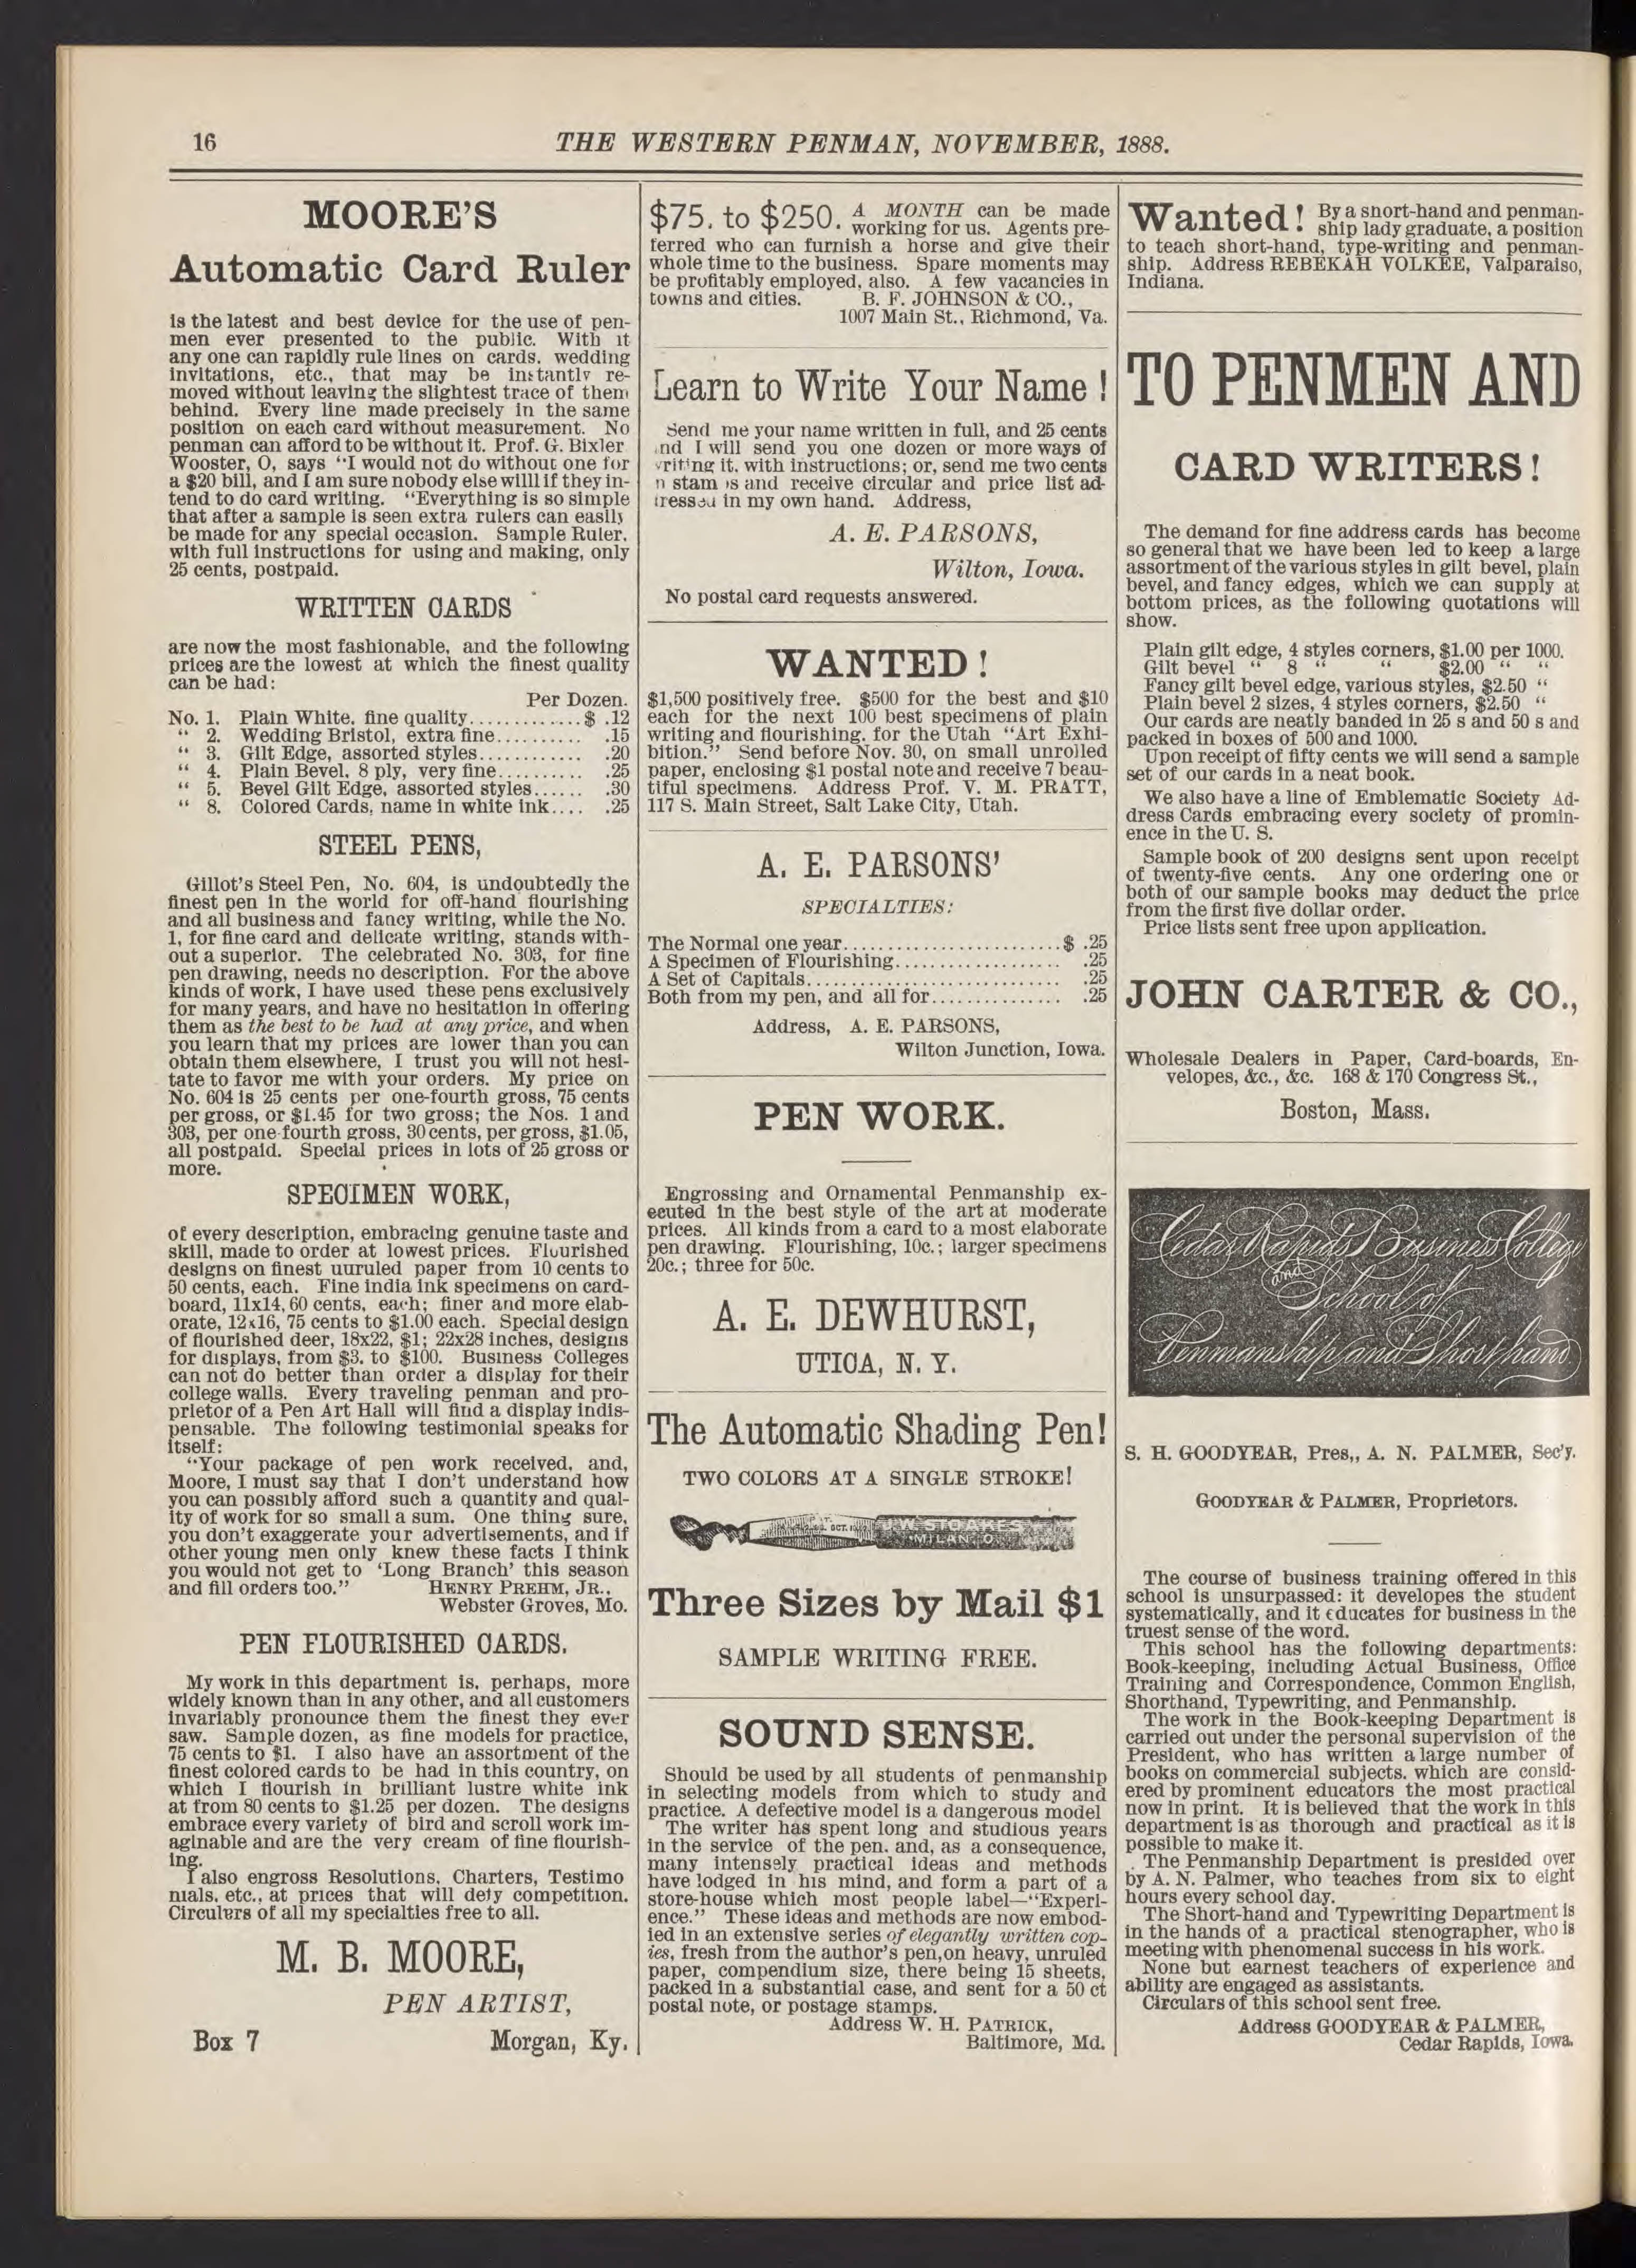 16
THE WESTERN PENMAN, NOVEMBER, 1888.
MOORE'S
Automatic Card Ruler
is the latest and best device for the use of pen-
men ever presented to the public. With it
any one can rapidly rule lines on cards, wedding
invitations, etc., that may be instantly re-
moved without leaving the slightest trace of them
behind. Every line made precisely in the same
position on each card without measurement. No
penman can afford to be without it. Prof. G. Bixler
Wooster, O, says "I would not do without one for
a $20 bill, and I am sure nobody else willl if they in-
tend to do card writing. "Everything is so simple
that after a sample is seen extra rulers can easily
be made for any special occasion. Sample Ruler,
with full instructions for using and making, only
25 cents, postpaid.
WRITTEN CARDS
are now the most fashionable, and the following
prices are the lowest at which the finest quality
can be had:
Per Dozen.
No. 1. Plain White, fine quality.............$ .12
" 2. Wedding Bristol, extra fine.......... .15
" 3. Gilt Edge, assorted styles............ .20
" 4. Plain Bevel, 8 ply, very fine.......... .25
" 5. Bevel Gilt Edge, assorted styles...... .30
" 8. Colored Cards, name in white ink.... .25
STEEL PENS,
Gillot's Steel Pen, No. 604, is undoubtedly the
finest pen in the world for off-hand flourishing
and all business and fancy writing, while the No.
1, for fine card and delicate writing, stands with-
out a superior. The celebrated No. 303, for fine
pen drawing, needs no description. For the above
kinds of work, I have used these pens exclusively
for many years, and have no hesitation in offering
them as the best to be had at any price, and when
you learn that my prices are lower than you can
obtain them elsewhere, I trust you will not hesi-
tate to favor me with your orders. My price on
No. 604 is 25 cents per one-fourth gross, 75 cents
per gross, or $1.45 for two gross; the Nos. 1 and
303, per one-fourth gross, 30 cents, per gross, $1.05,
all postpaid. Special prices in lots of 25 gross or
more.
SPECIMEN WORK,
of every description, embracing genuine taste and
skill, made to order at lowest prices. Flourished
designs on finest uuruled paper from 10 cents to
50 cents, each. Fine india ink specimens on card-
board, 11x14, 60 cents, each; finer and more elab-
orate, 12x16, 75 cents to $1.00 each. Special design
of flourished deer, 18x22, $1; 22x28 inches, designs
for displays, from $3. to $100. Business Colleges
can not do better than order a display for their
college walls. Every traveling penman and pro-
prietor of a Pen Art Hall will find a display indis-
pensable. The following testimonial speaks for
itself:
"Your package of pen work received, and,
Moore, I must say that I don't understand how
you can possibly afford such a quantity and qual-
ity of work for so small a sum. One thing sure,
you don't exaggerate your advertisements, and if
other young men only knew these facts I think
you would not get to 'Long Branch' this season
and fill orders too." HENRY PREHM, JR.,
Webster Groves, Mo.
PEN FLOURISHED CARDS.
My work in this department is, perhaps, more
widely known than in any other, and all customers
invariably pronounce them the finest they ever
saw. Sample dozen, as fine models for practice,
75 cents to $1. I also have an assortment of the
finest colored cards to be had in this country, on
which I flourish in brilliant lustre white ink
at from 80 cents to $1.25 per dozen. The designs
embrace every variety of bird and scroll work im-
aginable and are the very cream of fine flourish-
ing.
I also engross Resolutions, Charters, Testimo
nials, etc., at prices that will defy competition.
Circulers of all my specialties free to all.
M. B. MOORE,
PEN ARTIST,
Box 7 Morgan, Ky.
$75. to $250. A MONTH can be made
working for us. Agents pre-
ferred who can furnish a horse and give their
whole time to the business. Spare moments may
be profitably employed, also. A few vacancies in
towns and cities. B. F. JOHNSON & CO.,
1007 Main St., Richmond, Va.
Learn to Write Your Name !
Send me your name written in full, and 25 cents
nd I will send you one dozen or more ways of
writing it, with instructions; or, send me two cents
n stam s and receive circular and price list ad-
ressed in my own hand. Address,
A. E. PARSONS,
Wilton, Iowa.
No postal card requests answered.
WANTED !
$1,500 positively free. $500 for the best and $10
each for the next 100 best specimens of plain
writing and flourishing, for the Utah "Art Exhi-
bition." Send before Nov. 30, on small unrolled
paper, enclosing $1 postal note and receive 7 beau-
tiful specimens. Address Prof. V. M. PRATT,
117 S. Main Street, Salt Lake City, Utah.
A. E. PARSONS'
SPECIALTIES:
The Normal one year.........................$ .25
A Specimen of Flourishing................... .25
A Set of Capitals............................. .25
Both from my pen, and all for............... .25
Address, A. E. PARSONS,
Wilton Junction, Iowa.
PEN WORK.
Engrossing and Ornamental Penmanship ex-
ecuted in the best style of the art at moderate
prices. All kinds from a card to a most elaborate
pen drawing. Flourishing, 10c.; larger specimens
20c.; three for 50c.
A. E. DEWHURST,
UTICA, N. Y.
The Automatic Shading Pen!
TWO COLORS AT A SINGLE STROKE!
OCT.
J.W. STOAKES
MILAN, O.
Three Sizes by Mail $1
SAMPLE WRITING FREE.
SOUND SENSE.
Should be used by all students of penmanship
in selecting models from which to study and
practice. A defective model is a dangerous model
The writer has spent long and studious years
in the service of the pen, and, as a consequence,
many intensely practical ideas and methods
have lodged in his mind, and form a part of a
store-house which most people label—"Experi-
ence." These ideas and methods are now embod-
ied in an extensive series of elegantly written cop-
ies, fresh from the author's pen, on heavy, unruled
paper, compendium size, there being 15 sheets,
packed in a substantial case, and sent for a 50 ct
postal note, or postage stamps.
Address W. H. PATRICK,
Baltimore, Md.
Wanted! By a snort-hand and penman-
ship lady graduate, a position
to teach short-hand, type-writing and penman-
ship. Address REBEKAH VOLKEE, Valparaiso,
Indiana.
TO PENMEN AND
CARD WRITERS!
The demand for fine address cards has become
so general that we have been led to keep a large
assortment of the various styles in gilt bevel, plain
bevel, and fancy edges, which we can supply at
bottom prices, as the following quotations will
show.
Plain gilt edge, 4 styles corners, $1.00 per 1000.
Gilt bevel " 8 " " $2.00 " "
Fancy gilt bevel edge, various styles, $2.50 "
Plain bevel 2 sizes, 4 styles corners, $2.50 "
Our cards are neatly banded in 25 s and 50 s and
packed in boxes of 500 and 1000.
Upon receipt of fifty cents we will send a sample
set of our cards in a neat book.
We also have a line of Emblematic Society Ad-
dress Cards embracing every society of promin-
ence in the U. S.
Sample book of 200 designs sent upon receipt
of twenty-five cents. Any one ordering one or
both of our sample books may deduct the price
from the first five dollar order.
Price lists sent free upon application.
JOHN CARTER & CO.,
Wholesale Dealers in Paper, Card-boards, En-
velopes, &c., &c. 168 & 170 Congress St.,
Boston, Mass.
Cedar Rapids Business College
and
School of
Penmanship and Shorthand
S. H. GOODYEAR, Pres,, A. N. PALMER, Sec'y.
GOODYEAR & PALMER, Proprietors.
The course of business training offered in this
school is unsurpassed: it developes the student
systematically, and it educates for business in the
truest sense of the word.
This school has the following departments:
Book-keeping, including Actual Business, Office
Training and Correspondence, Common English,
Shorthand, Typewriting, and Penmanship.
The work in the Book-keeping Department is
carried out under the personal supervision of the
President, who has written a large number of
books on commercial subjects, which are consid-
ered by prominent educators the most practical
now in print. It is believed that the work in this
department is as thorough and practical as it is
possible to make it.
The Penmanship Department is presided over
by A. N. Palmer, who teaches from six to eight
hours every school day.
The Short-hand and Typewriting Department is
in the hands of a practical stenographer, who is
meeting with phenomenal success in his work.
None but earnest teachers of experience and
ability are engaged as assistants.
Circulars of this school sent free.
Address GOODYEAR & PALMER,
Cedar Rapids, Iowa.